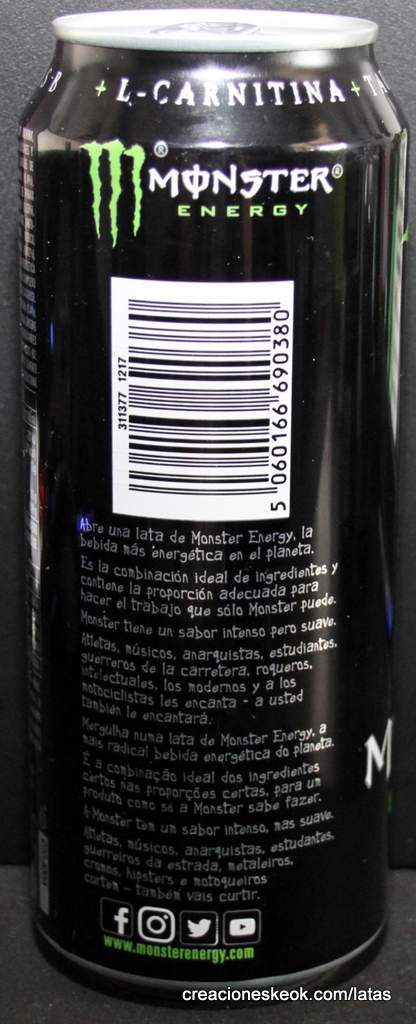 + L-CARNITINA +
MONSTER®
ENERGY
311377 1217
5 060166 690380
Abre una lata de Monster Energy, la
bebida más energética en el planeta.
Es la combinación ideal de ingredientes y
contiene la proporción adecuada para
hacer el trabajo que sólo Monster puede.
Monster tiene un sabor intenso pero suave.
Atletas, músicos, anarquistas, estudiantes,
guerreros de la carretera, roqueros,
intelectuales, los modernos y a los
motociclistas les encanta - a usted
también le encantará.
Mergulha numa lata de Monster Energy, a
mais radical bebida energética do planeta.
É a combinação ideal dos ingredientes
certos nas proporções certas, para um
produto como só a Monster sabe fazer.
A Monster tem um sabor intenso, mas suave.
Atletas, músicos, anarquistas, estudantes,
guerreiros da estrada, metaleiros,
cromos, hipsters e motoqueiros
curtem - também vais curtir.
www.monsterenergy.com
creacioneskeok.com/latas